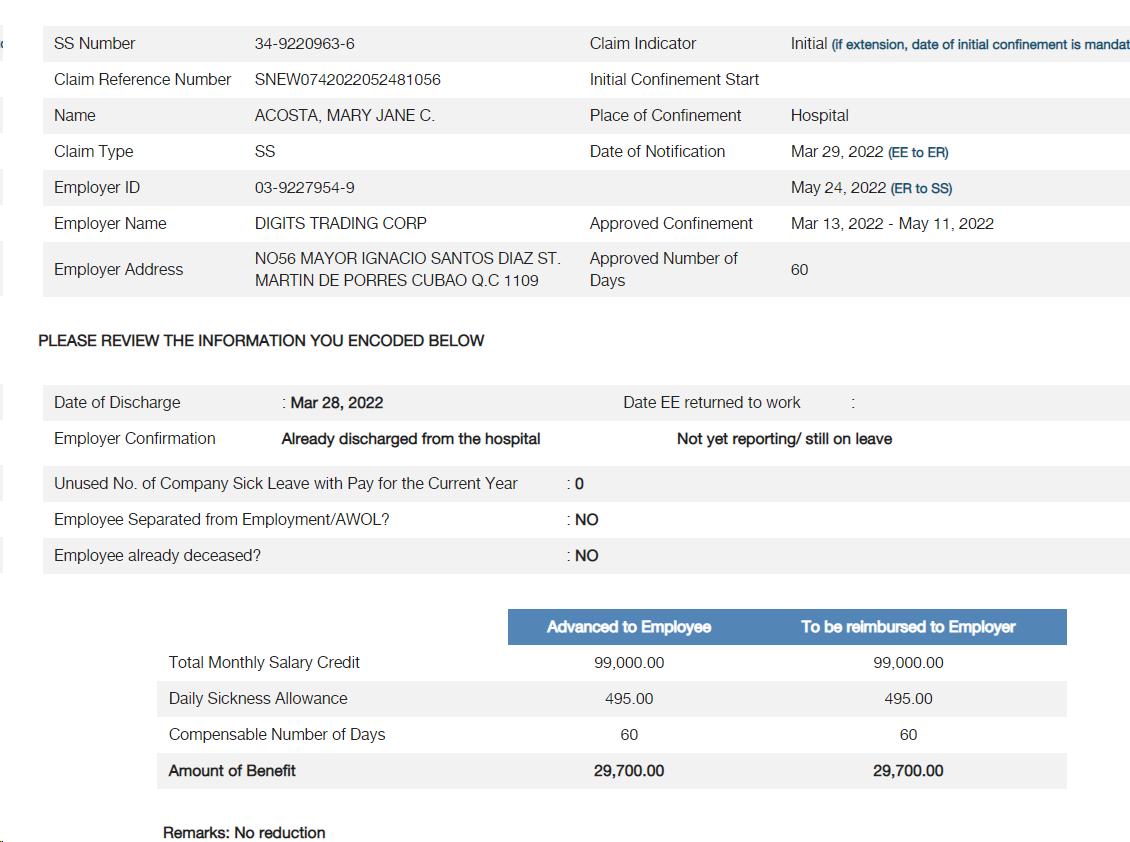 SS Number 34-9220963-6 Claim Indicator Initial (if extension, date of initial confinement is mandat
Claim Reference Number SNEW0742022052481056 Initial Confinement Start
Name ACOSTA, MARY JANE C. Place of Confinement Hospital
Claim Type SS Date of Notification Mar 29, 2022 (EE to ER)
Employer ID 03-9227954-9 May 24, 2022 (ER to SS)
Employer Name DIGITS TRADING CORP Approved Confinement Mar 13, 2022 - May 11, 2022
Employer Address NO56 MAYOR IGNACIO SANTOS DIAZ ST. MARTIN DE PORRES CUBAO Q.C 1109 Approved Number of Days 60
PLEASE REVIEW THE INFORMATION YOU ENCODED BELOW
Date of Discharge : Mar 28, 2022 Date EE returned to work :
Employer Confirmation Already discharged from the hospital Not yet reporting/ still on leave
Unused No. of Company Sick Leave with Pay for the Current Year : 0
Employee Separated from Employment/AWOL? : NO
Employee already deceased? : NO
Advanced to Employee To be reimbursed to Employer
Total Monthly Salary Credit 99,000.00 99,000.00
Daily Sickness Allowance 495.00 495.00
Compensable Number of Days 60 60
Amount of Benefit 29,700.00 29,700.00
Remarks: No reduction